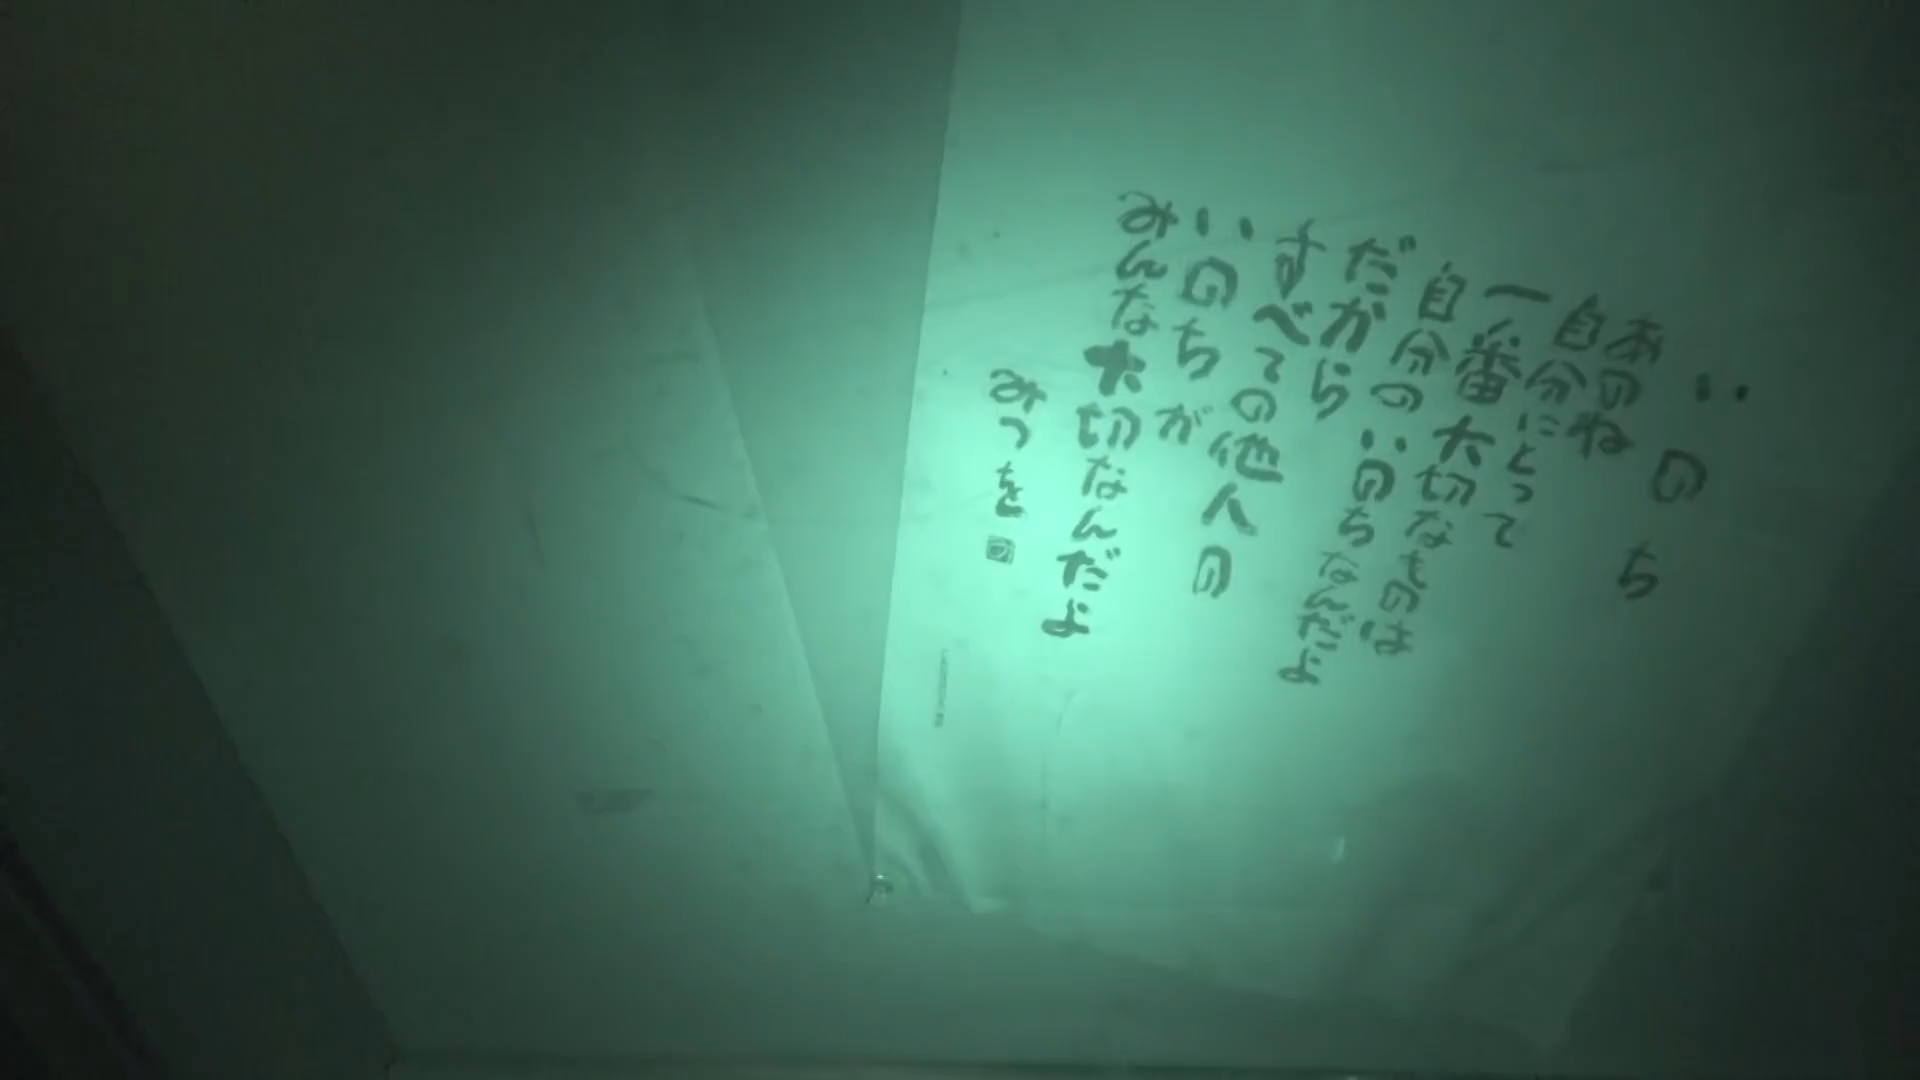 いのち
あのね
自分にとって
一番大切なものは
自分のいのちなんだよ
だから
すべての他人の
いのちが
みんな大切なんだよ
みつを